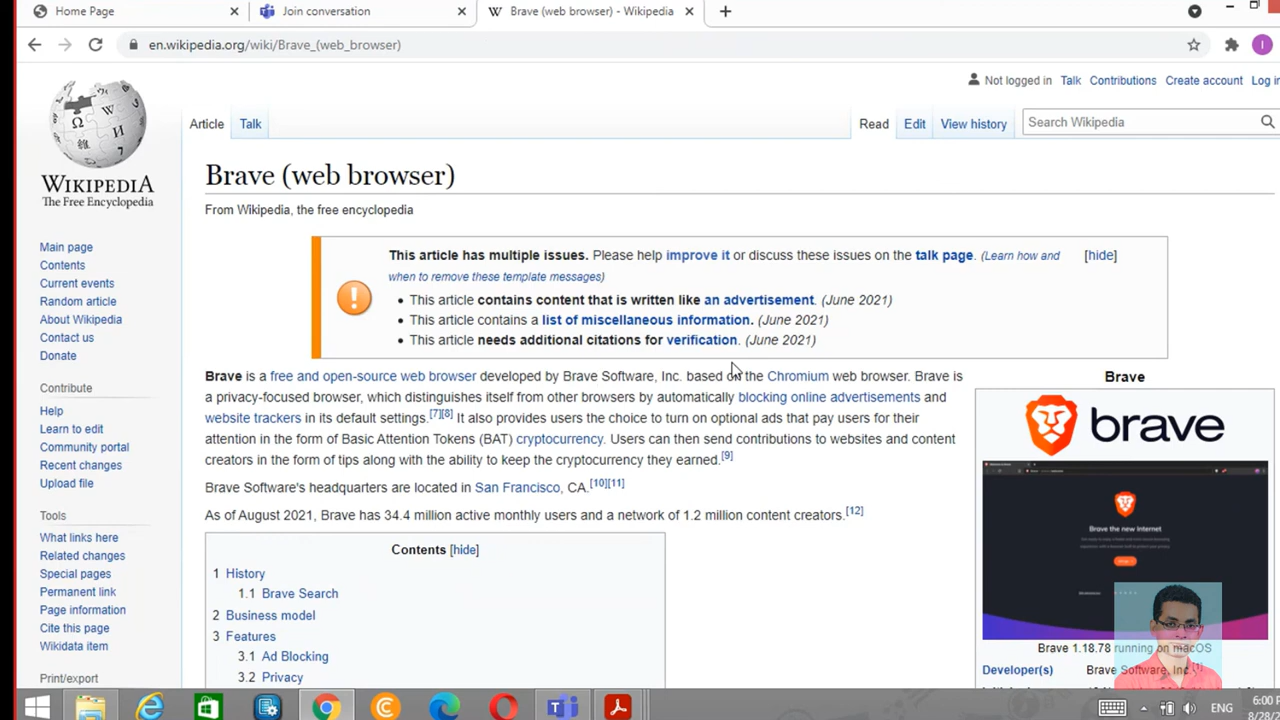 Home Page
Join conversation
Brave (web browser) - Wikipedia
en.wikipedia.org/wiki/Brave_(web_browser)
I
Not logged in Talk Contributions Create account Log in
Article Talk
Read Edit View history
Search Wikipedia
WIKIPEDIA
The Free Encyclopedia
Brave (web browser)
From Wikipedia, the free encyclopedia
Main page
Contents
Current events
Random article
About Wikipedia
Contact us
Donate
Contribute
Help
Learn to edit
Community portal
Recent changes
Upload file
Tools
What links here
Related changes
Special pages
Permanent link
Page information
Cite this page
Wikidata item
Print/export
This article has multiple issues. Please help improve it or discuss these issues on the talk page. (Learn how and [hide]
when to remove these template messages)
• This article contains content that is written like an advertisement. (June 2021)
• This article contains a list of miscellaneous information. (June 2021)
• This article needs additional citations for verification. (June 2021)
Brave is a free and open-source web browser developed by Brave Software, Inc. based on the Chromium web browser. Brave is
a privacy-focused browser, which distinguishes itself from other browsers by automatically blocking online advertisements and
website trackers in its default settings.[7][8] It also provides users the choice to turn on optional ads that pay users for their
attention in the form of Basic Attention Tokens (BAT) cryptocurrency. Users can then send contributions to websites and content
creators in the form of tips along with the ability to keep the cryptocurrency they earned.[9]
Brave Software's headquarters are located in San Francisco, CA.[10][11]
As of August 2021, Brave has 34.4 million active monthly users and a network of 1.2 million content creators.[12]
Contents [hide]
1 History
1.1 Brave Search
2 Business model
3 Features
3.1 Ad Blocking
3.2 Privacy
Brave
brave
Brave the new Internet
Brave 1.18.78 running on macOS
Developer(s) Brave Software, Inc.[1]
ENG
6:00